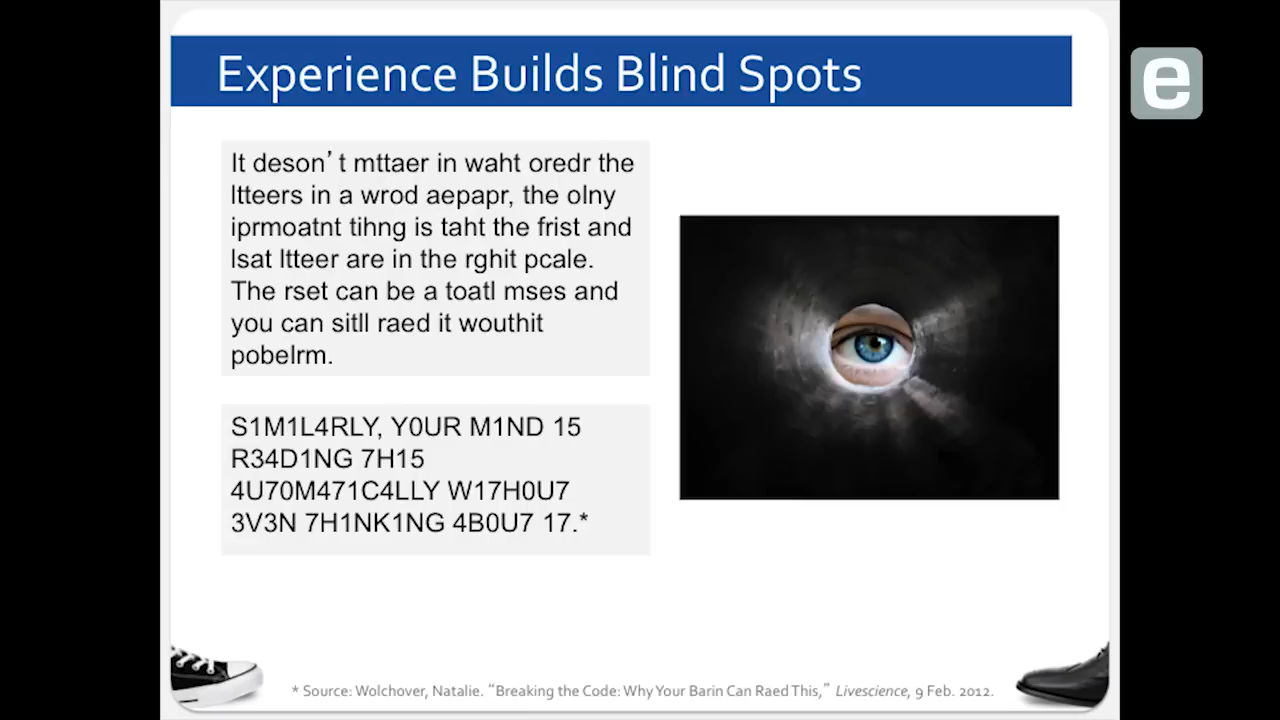 Experience Builds Blind Spots
e
It deson’t mttaer in waht oredr the
ltteers in a wrod aepapr, the olny
iprmoatnt tihng is taht the frist and
lsat ltteer are in the rghit pcale.
The rset can be a toatl mses and
you can sitll raed it wouthit
pobelrm.
S1M1L4RLY, Y0UR M1ND 15
R34D1NG 7H15
4U70M471C4LLY W17H0U7
3V3N 7H1NK1NG 4B0U7 17.*
* Source: Wolchover, Natalie. “Breaking the Code: Why Your Barin Can Raed This,” Livescience, 9 Feb. 2012.